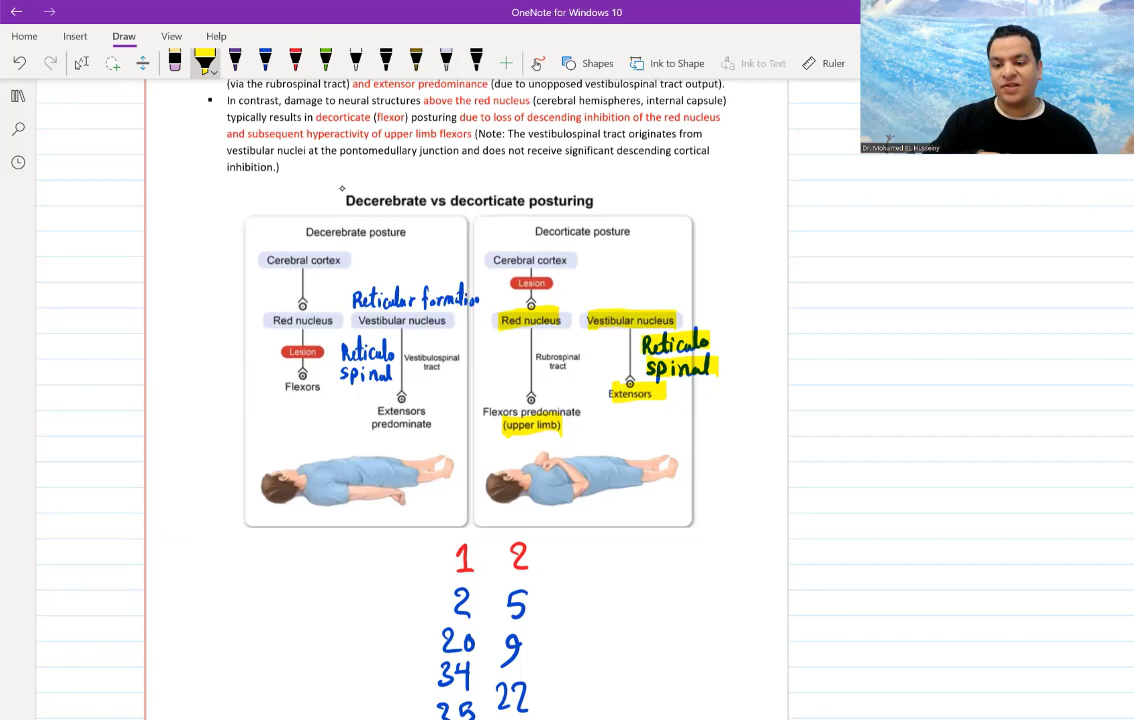 OneNote for Windows 10
Home Insert Draw View Help
Shapes Ink to Shape Ink to Text Ruler
Dr. Mohamed EL Husseiny
(via the rubrospinal tract) and extensor predominance (due to unopposed vestibulospinal tract output).
In contrast, damage to neural structures above the red nucleus (cerebral hemispheres, internal capsule)
typically results in decorticate (flexor) posturing due to loss of descending inhibition of the red nucleus
and subsequent hyperactivity of upper limb flexors (Note: The vestibulospinal tract originates from
vestibular nuclei at the pontomedullary junction and does not receive significant descending cortical
inhibition.)
Decerebrate vs decorticate posturing
Decerebrate posture
Cerebral cortex
Reticular formation
Red nucleus Vestibular nucleus
Lesion
Reticulo
spinal
Vestibulospinal
tract
Flexors
Extensors
predominate
Decorticate posture
Cerebral cortex
Lesion
Red nucleus Vestibular nucleus
Reticulo
spinal
Rubrospinal
tract
Extensors
Flexors predominate
(upper limb)
1 2
2 5
20 9
34 22